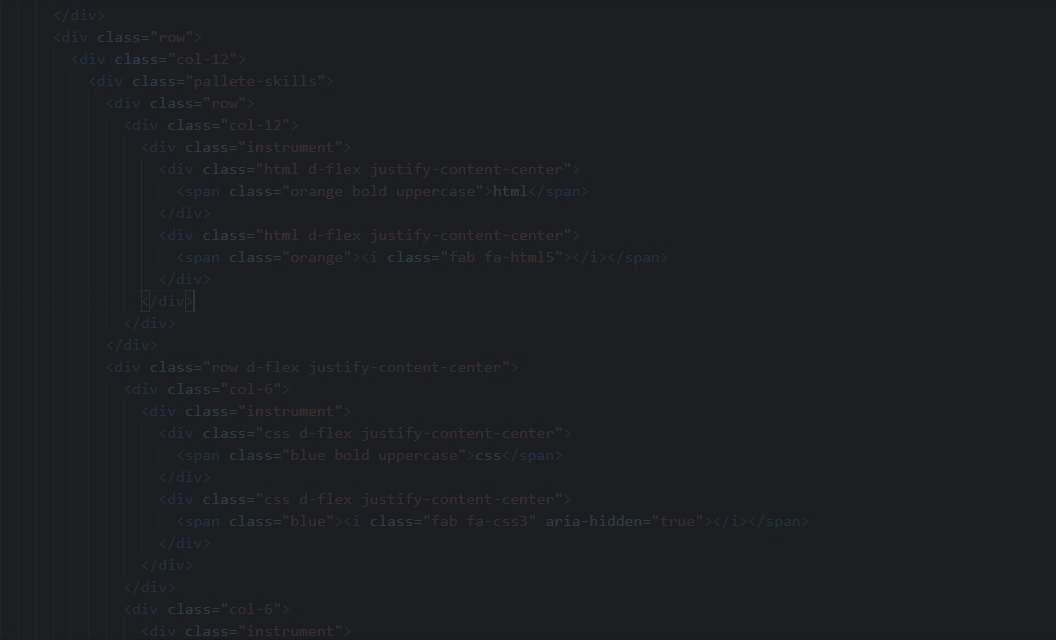 </div>
<div class="row">
<div class="col-12">
<div class="pallete-skills">
<div class="row">
<div class="col-12">
<div class="instrument">
<div class="html d-flex justify-content-center">
<span class="orange bold uppercase">html</span>
</div>
<div class="html d-flex justify-content-center">
<span class="orange"><i class="fab fa-html5"></i></span>
</div>
</div>
</div>
</div>
<div class="row d-flex justify-content-center">
<div class="col-6">
<div class="instrument">
<div class="css d-flex justify-content-center">
<span class="blue bold uppercase">css</span>
</div>
<div class="css d-flex justify-content-center">
<span class="blue"><i class="fab fa-css3" aria-hidden="true"></i></span>
</div>
</div>
</div>
<div class="col-6">
<div class="instrument">